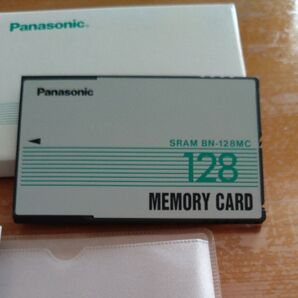 Panasonic
Panasonic
SRAM BN-128MC
128
MEMORY CARD